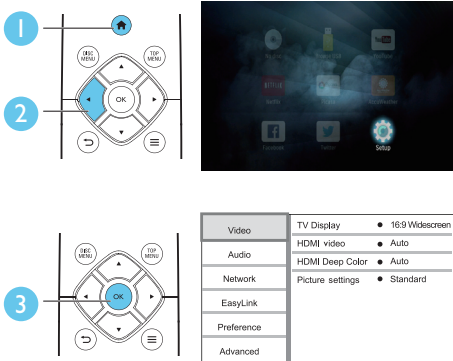 1
DISC MENU
TOP MENU
OK
2
NETFLIX
Facebook
Twitter
Setup
DISC MENU
TOP MENU
OK
3
Video
Audio
Network
EasyLink
Preference
Advanced
TV Display ● 16:9 Widescreen
HDMI video ● Auto
HDMI Deep Color ● Auto
Picture settings ● Standard